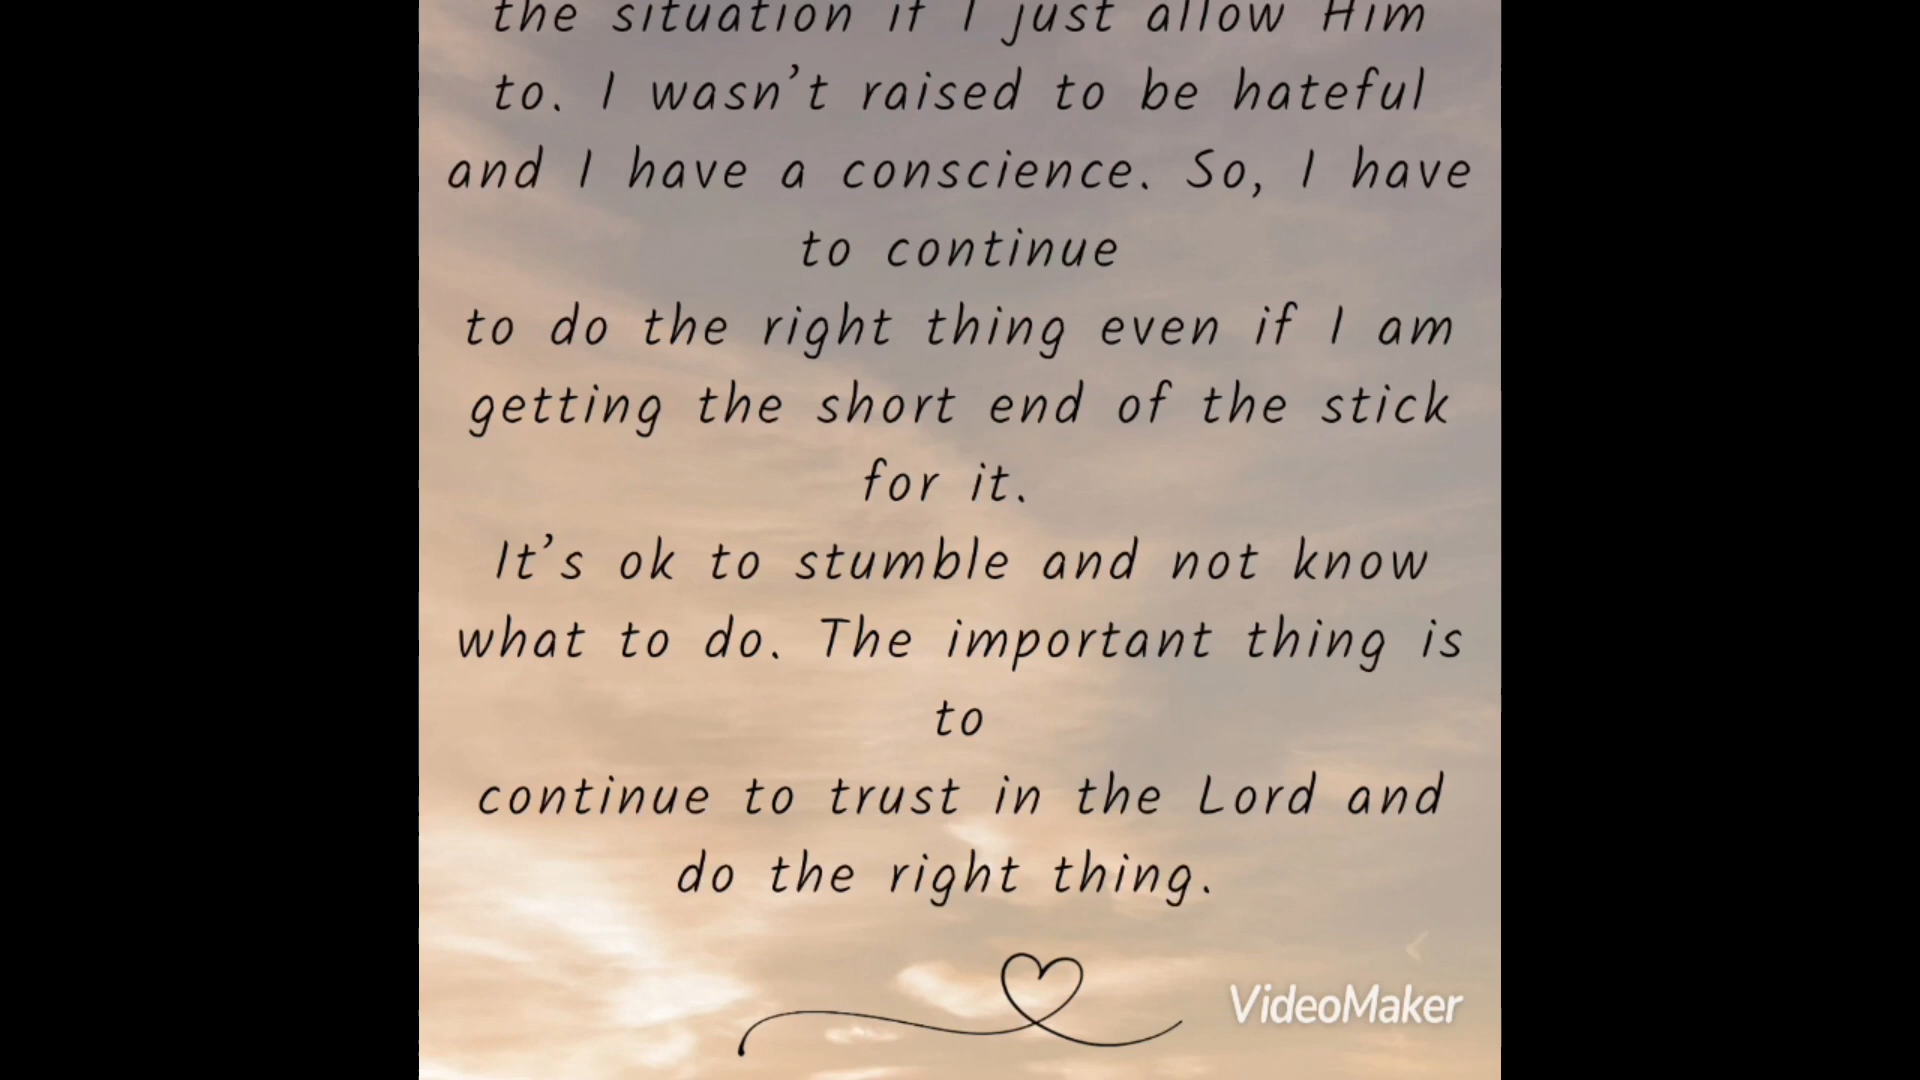 the situation if I just allow Him
to. I wasn’t raised to be hateful
and I have a conscience. So, I have
to continue
to do the right thing even if I am
getting the short end of the stick
for it.
It’s ok to stumble and not know
what to do. The important thing is
to
continue to trust in the Lord and
do the right thing.
VideoMaker